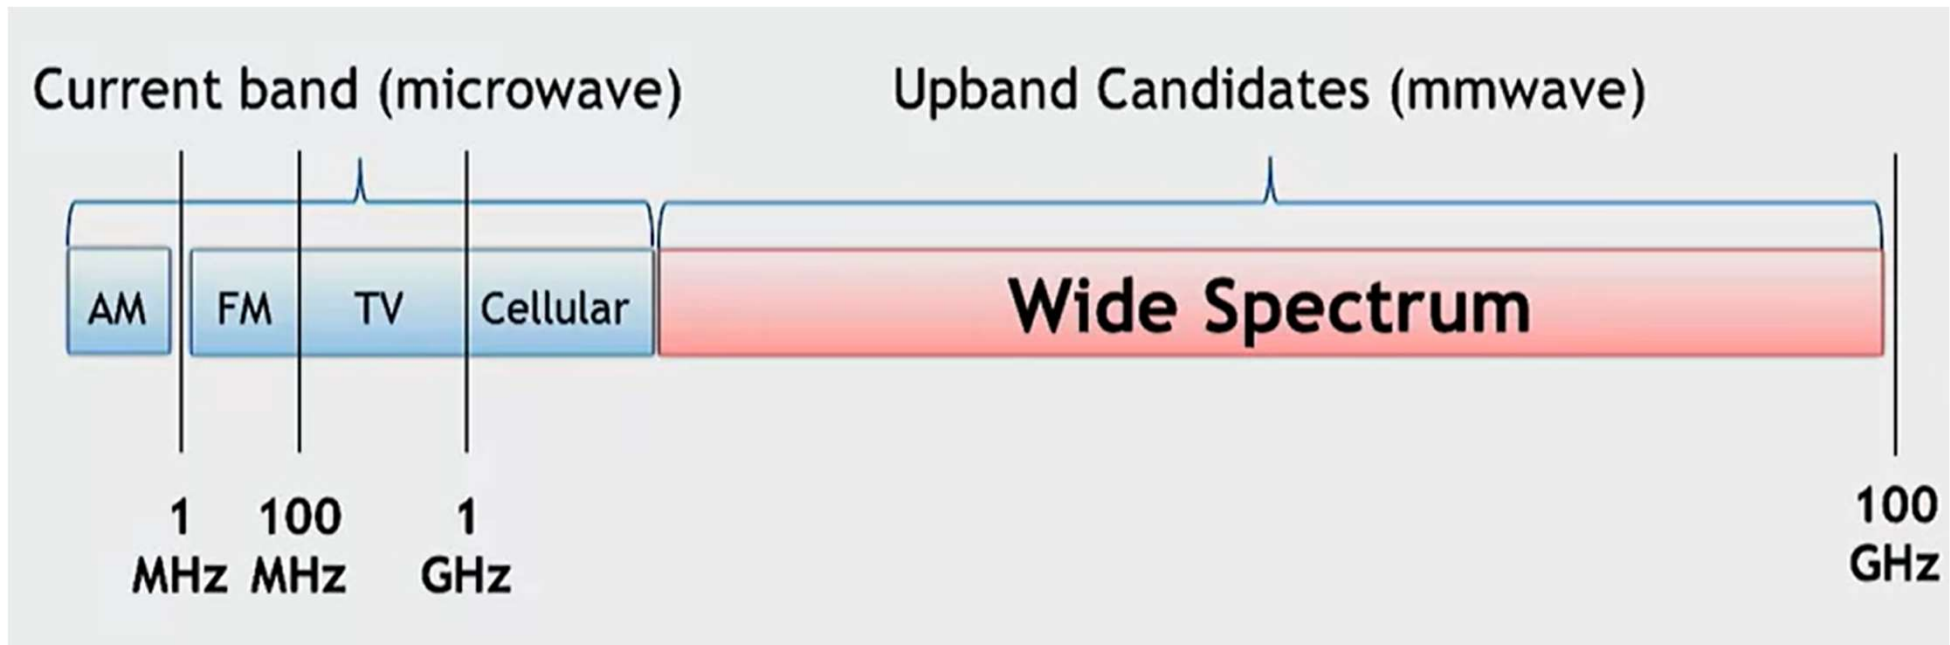 Current band (microwave)
Upband Candidates (mmwave)
AM
FM
TV
Cellular
Wide Spectrum
1
MHz
100
MHz
1
GHz
100
GHz